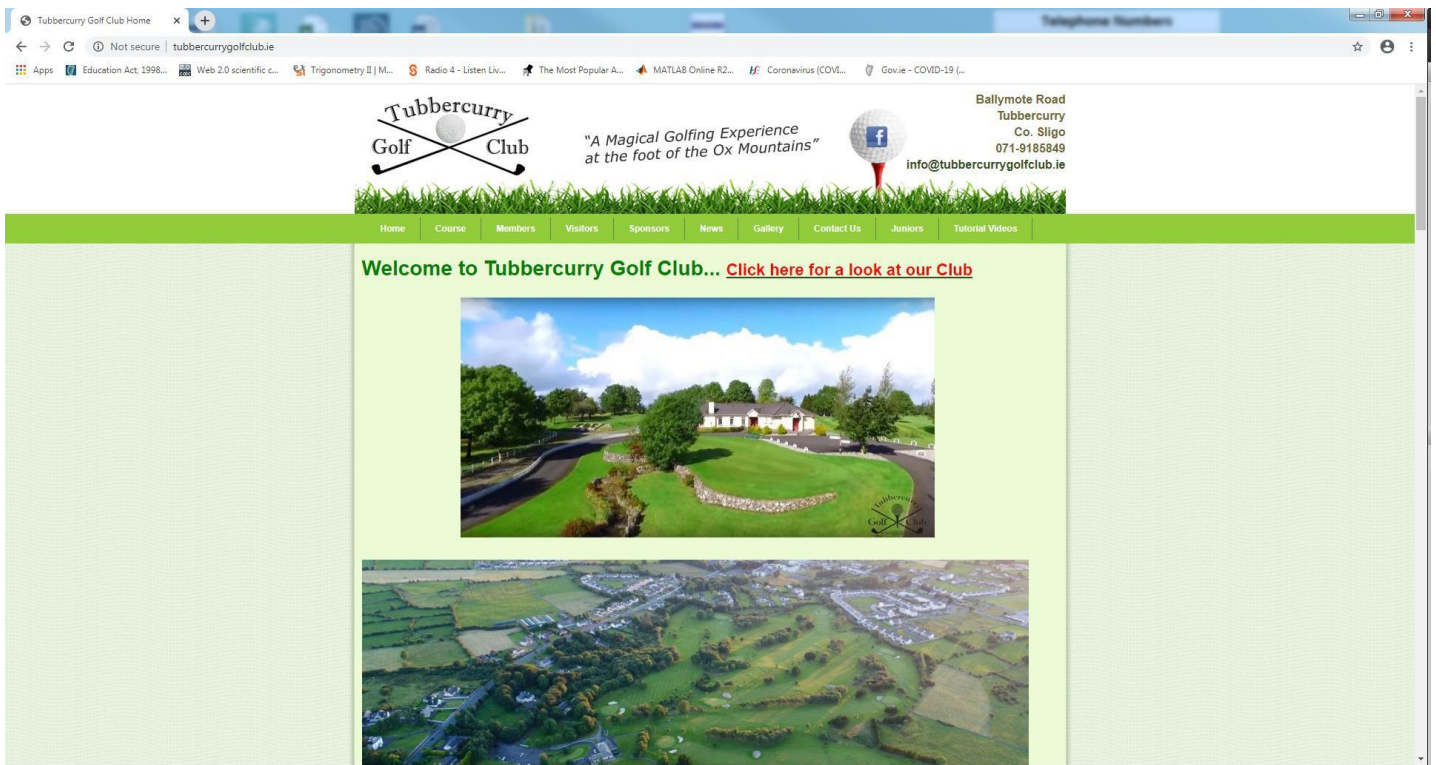 Tubbercurry Golf Club Home
Telephone Numbers
Not secure | tubbercurrygolfclub.ie
Apps Education Act, 1998... Web 2.0 scientific c... Trigonometry II | M... Radio 4 - Listen Liv... The Most Popular A... MATLAB Online R2... Coronavirus (COVI... Gov.ie - COVID-19 (...
Tubbercurry
Golf Club
"A Magical Golfing Experience
at the foot of the Ox Mountains"
f
Ballymote Road
Tubbercurry
Co. Sligo
071-9185849
info@tubbercurrygolfclub.ie
Home Course Members Visitors Sponsors News Gallery Contact Us Juniors Tutorial Videos
Welcome to Tubbercurry Golf Club... Click here for a look at our Club
Tubbercurry
Golf Club